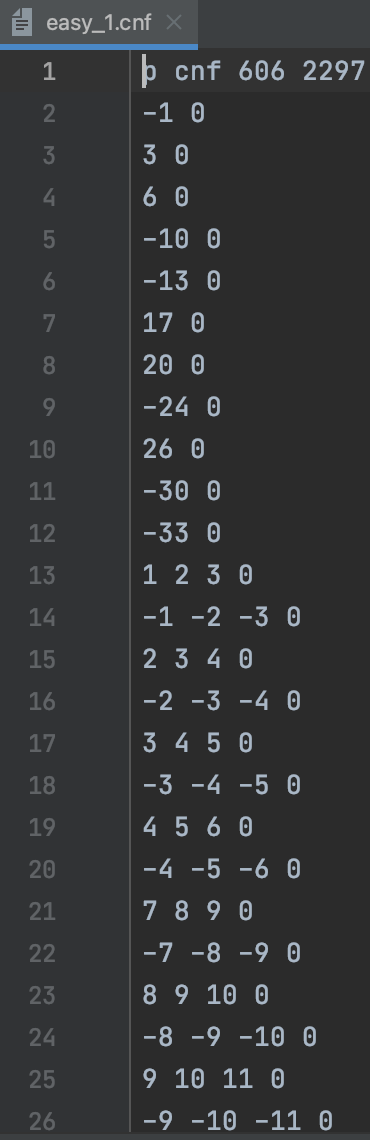 easy_1.cnf
1 p cnf 606 2297
2 -1 0
3 3 0
4 6 0
5 -10 0
6 -13 0
7 17 0
8 20 0
9 -24 0
10 26 0
11 -30 0
12 -33 0
13 1 2 3 0
14 -1 -2 -3 0
15 2 3 4 0
16 -2 -3 -4 0
17 3 4 5 0
18 -3 -4 -5 0
19 4 5 6 0
20 -4 -5 -6 0
21 7 8 9 0
22 -7 -8 -9 0
23 8 9 10 0
24 -8 -9 -10 0
25 9 10 11 0
26 -9 -10 -11 0